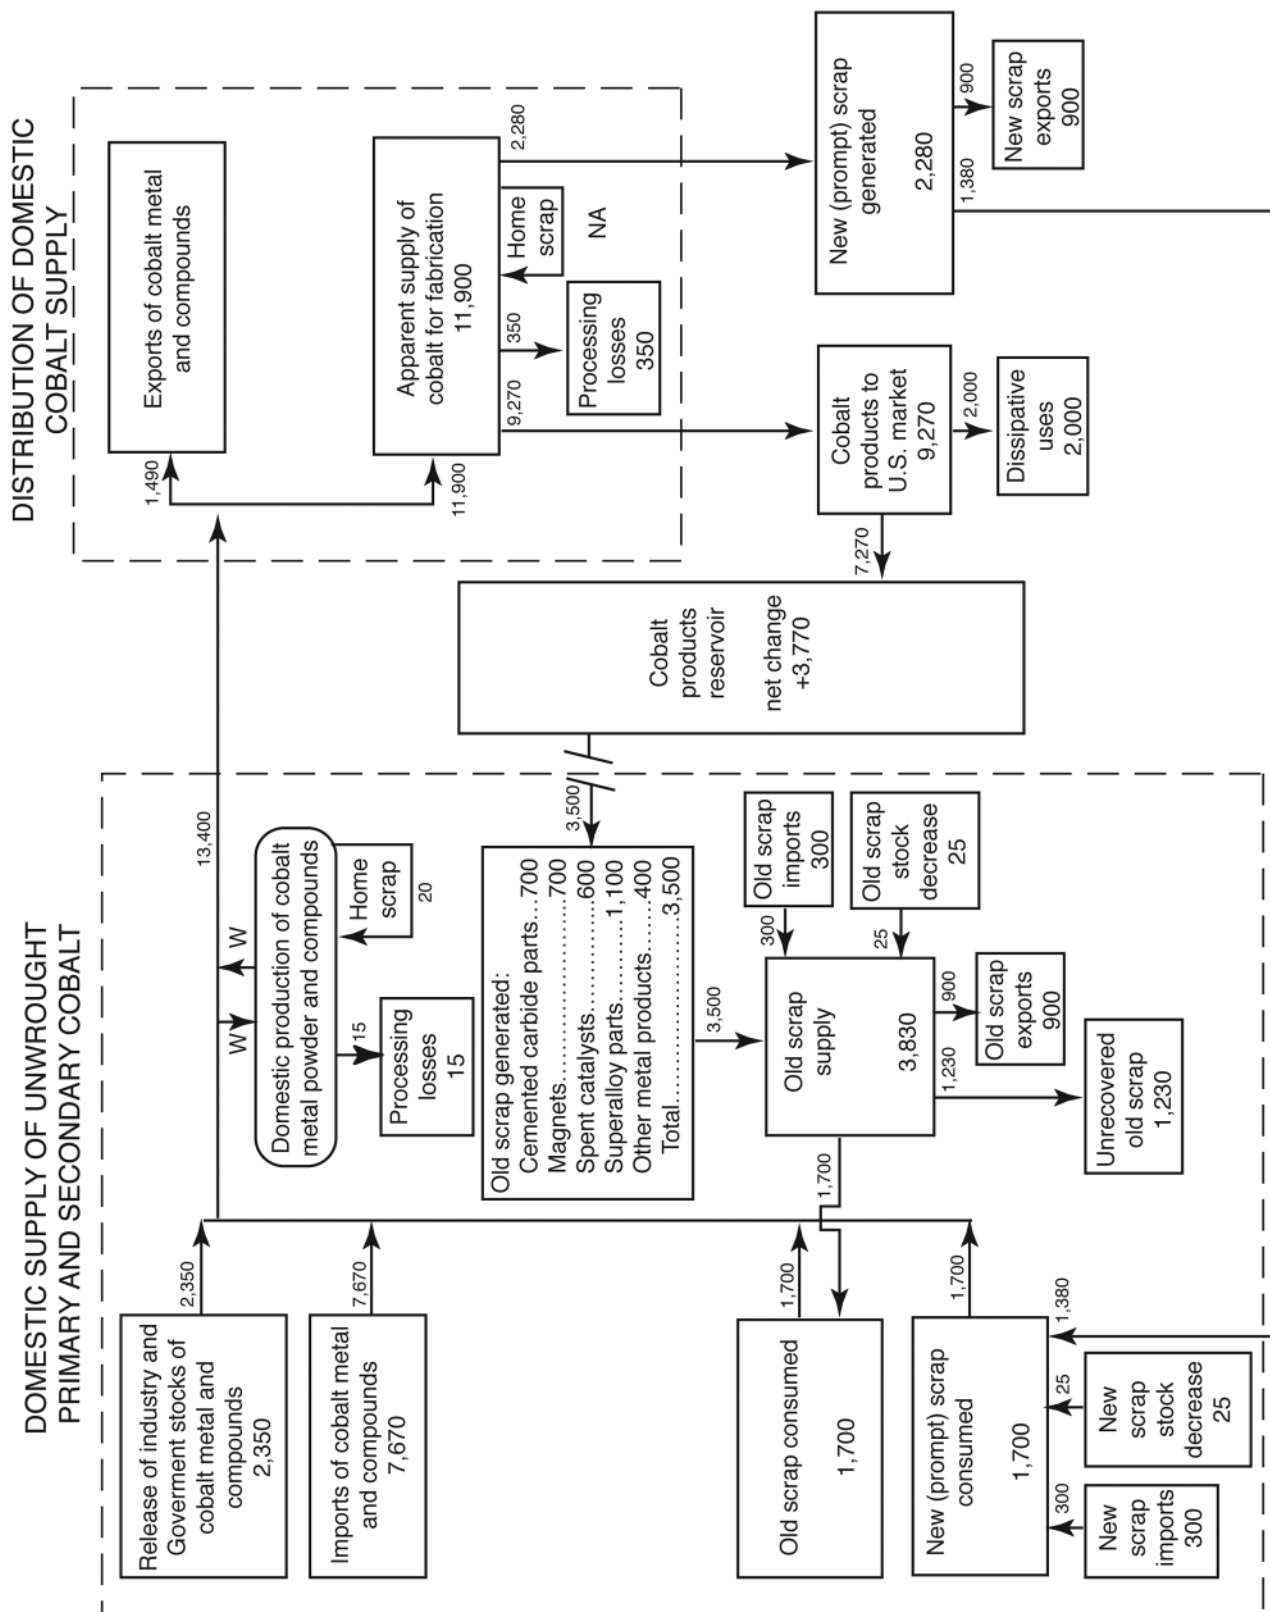 DOMESTIC SUPPLY OF UNWROUGHT
PRIMARY AND SECONDARY COBALT
DISTRIBUTION OF DOMESTIC
COBALT SUPPLY
Release of industry and
Goverment stocks of
cobalt metal and
compounds
2,350
2,350
Imports of cobalt metal
and compounds
7,670
7,670
Old scrap consumed
1,700
1,700
New (prompt) scrap
consumed
1,700
1,700
New
scrap
imports
300
300
New
scrap
stock
decrease
25
25
1,380
13,400
W
W
Domestic production of cobalt
metal powder and compounds
Home
scrap
20
15
Processing
losses
15
Old scrap generated:
Cemented carbide parts...700
Magnets.....................700
Spent catalysts..............600
Superalloy parts.........1,100
Other metal products.....400
Total.......................3,500
3,500
3,500
Old scrap
supply
3,830
1,700
Old scrap
imports
300
300
Old scrap
stock
decrease
25
25
900
Old scrap
exports
900
1,230
Unrecovered
old scrap
1,230
Cobalt
products
reservoir
net change
+3,770
7,270
1,490
Exports of cobalt metal
and compounds
11,900
Apparent supply of
cobalt for fabrication
11,900
9,270
350
Processing
losses
350
Home
scrap
NA
2,280
Cobalt
products to
U.S. market
9,270
2,000
Dissipative
uses
2,000
New (prompt) scrap
generated
2,280
1,380
900
New scrap
exports
900